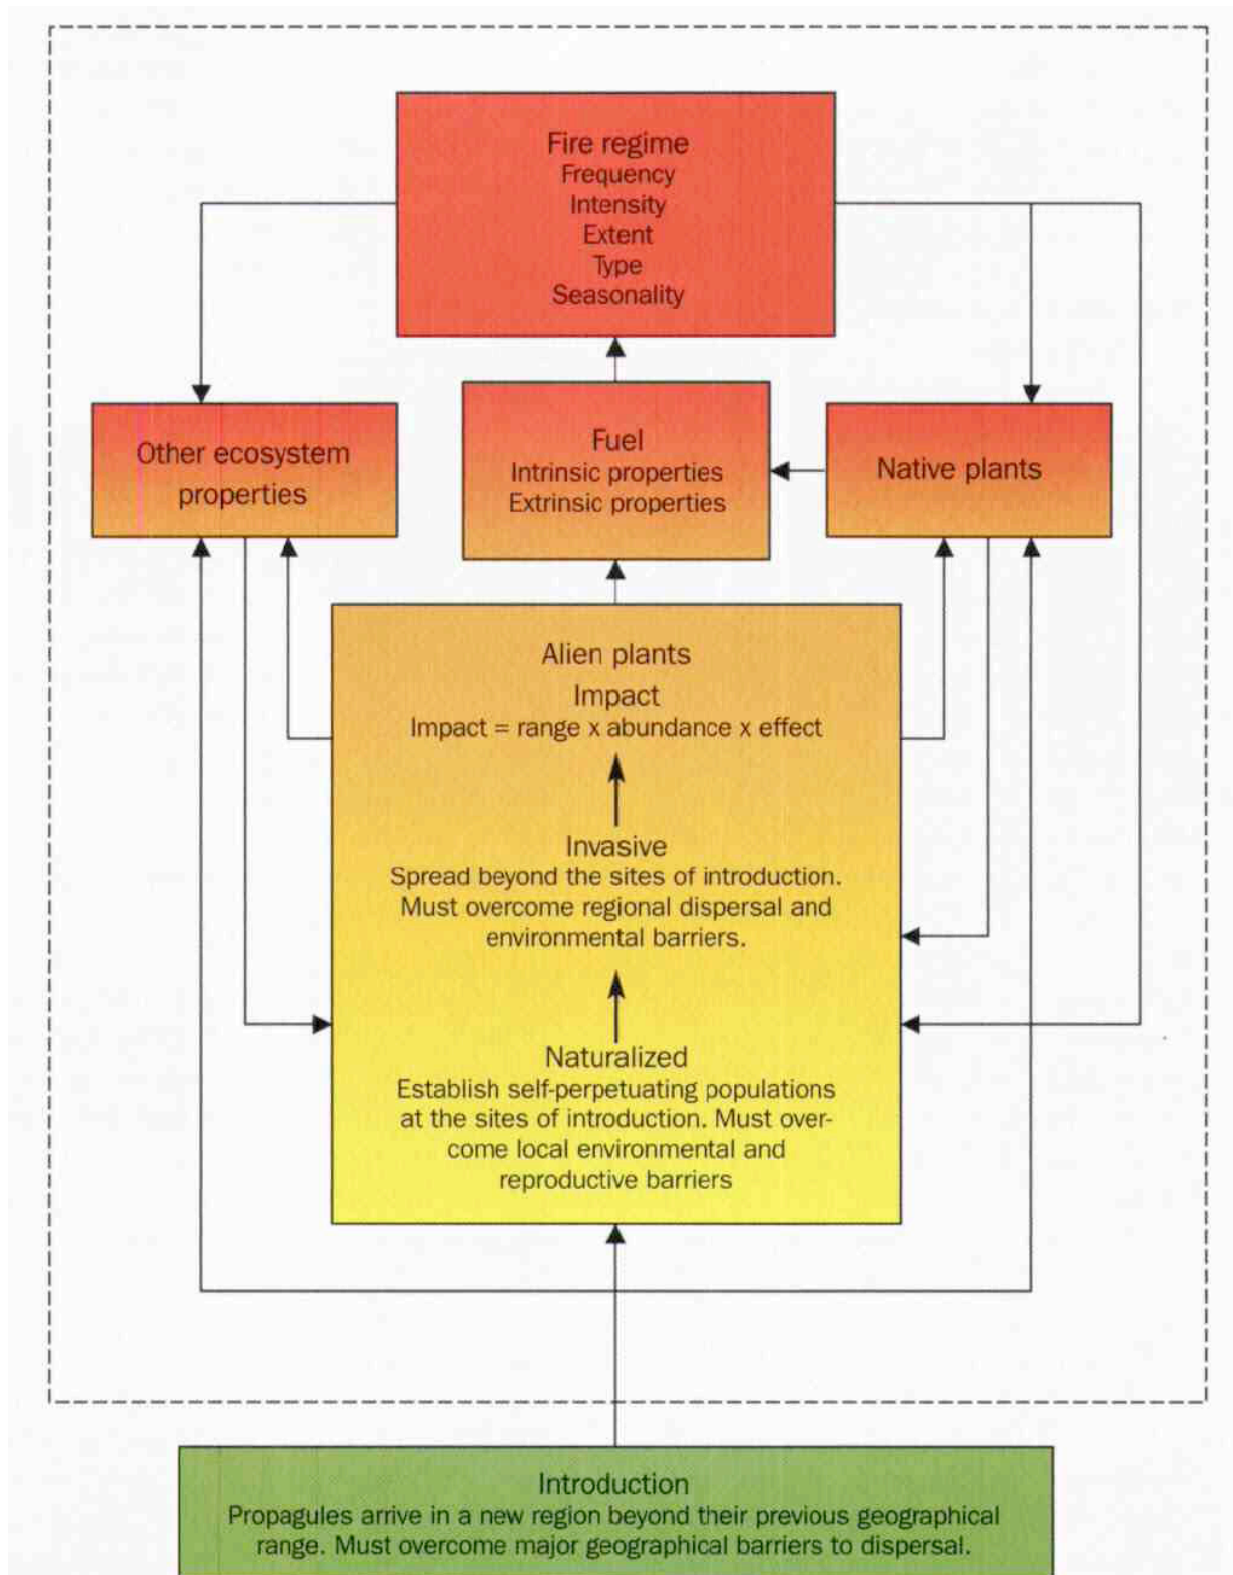 Fire regime
Frequency
Intensity
Extent
Type
Seasonality
Other ecosystem
properties
Fuel
Intrinsic properties
Extrinsic properties
Native plants
Alien plants
Impact
Impact = range x abundance x effect
Invasive
Spread beyond the sites of introduction.
Must overcome regional dispersal and
environmental barriers.
Naturalized
Establish self-perpetuating populations
at the sites of introduction. Must over-
come local environmental and
reproductive barriers
Introduction
Propagules arrive in a new region beyond their previous geographical
range. Must overcome major geographical barriers to dispersal.